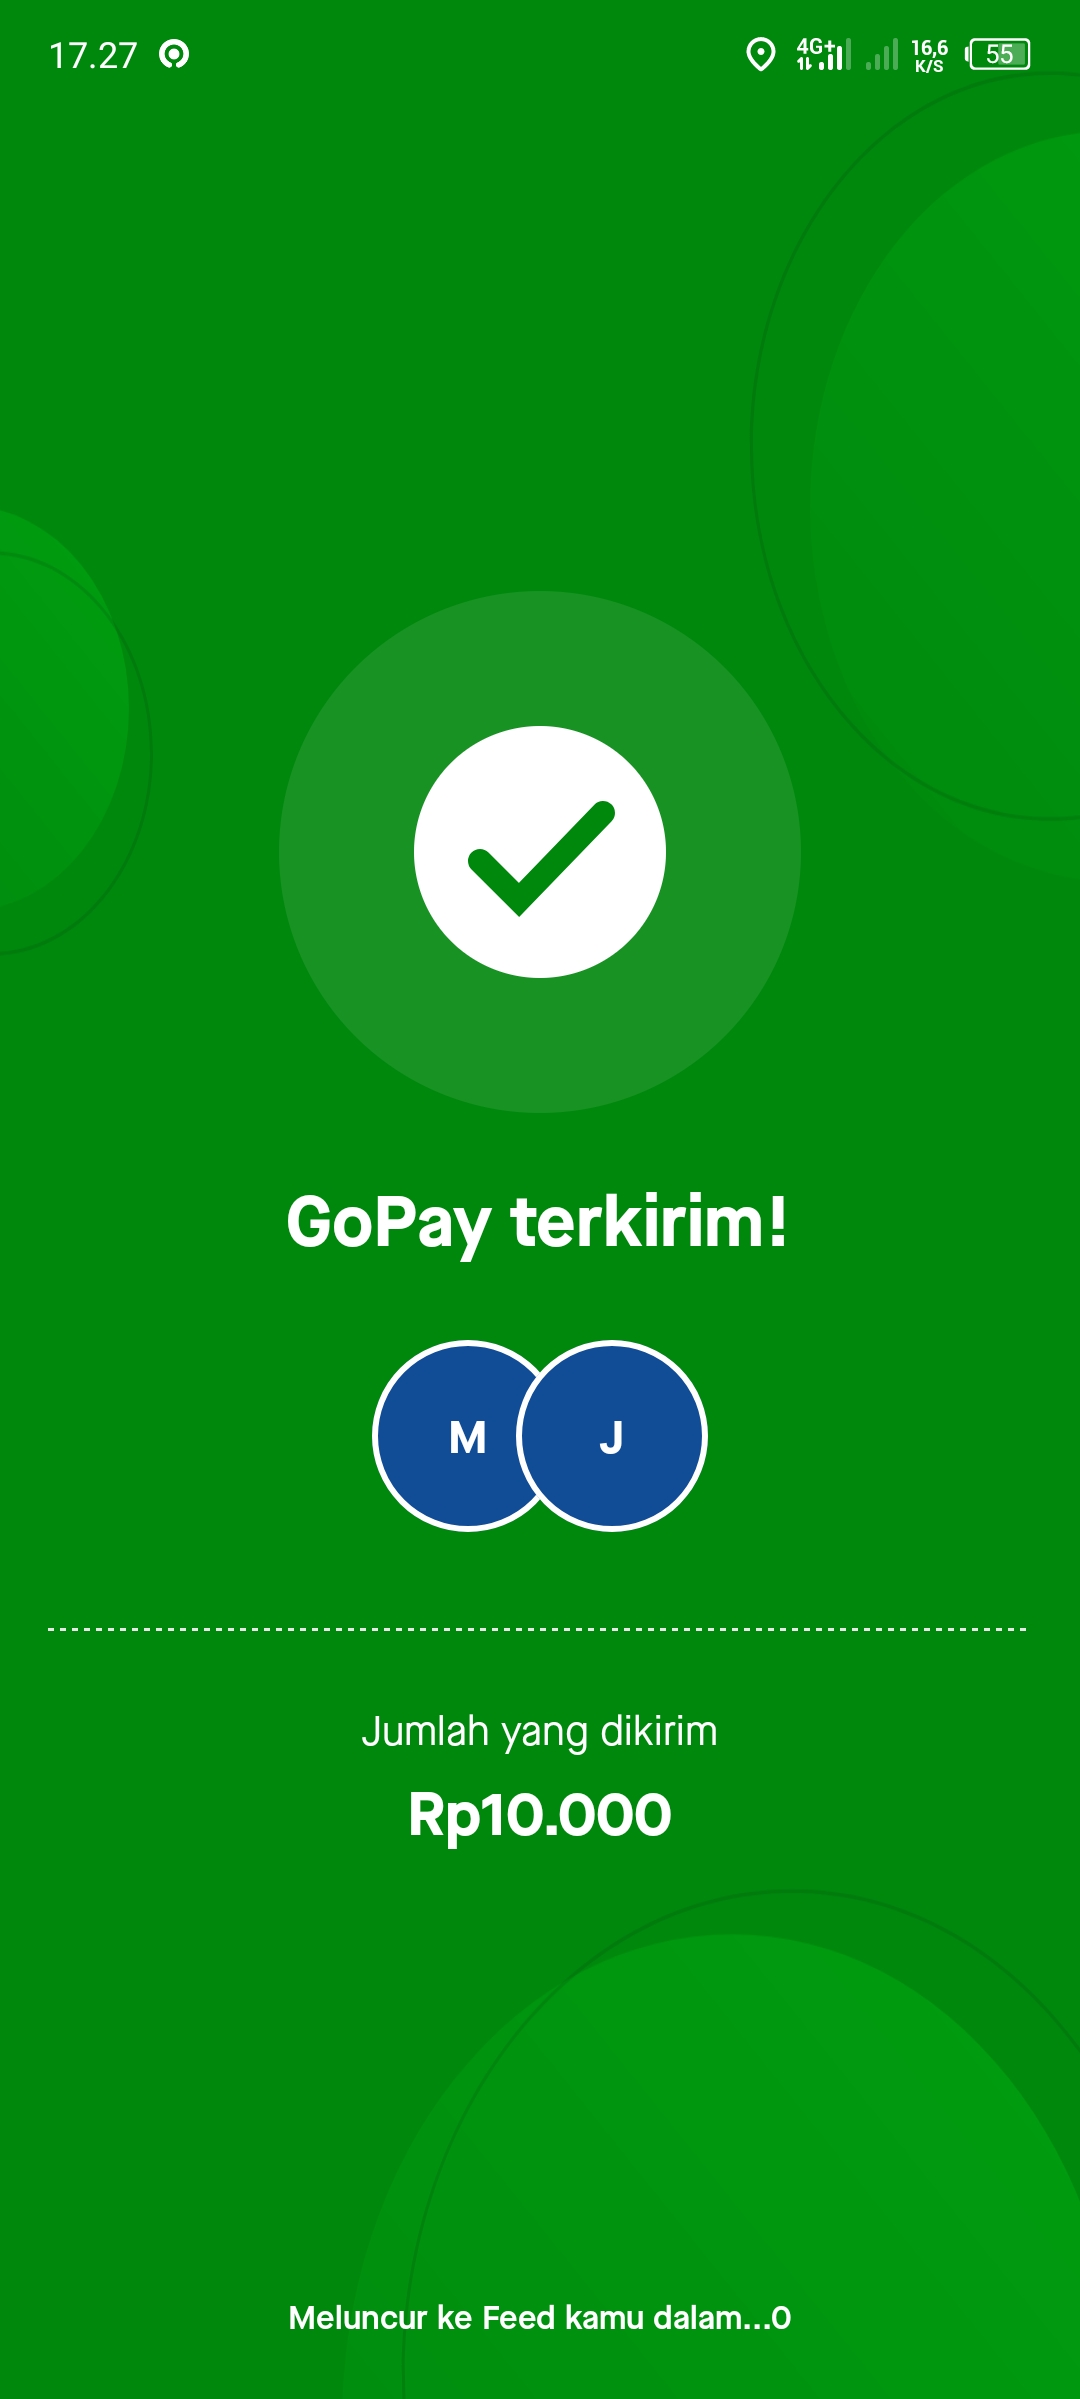 17.27
4G+
16,6
K/S
55
GoPay terkirim!
M
J
Jumlah yang dikirim
Rp10.000
Meluncur ke Feed kamu dalam...0